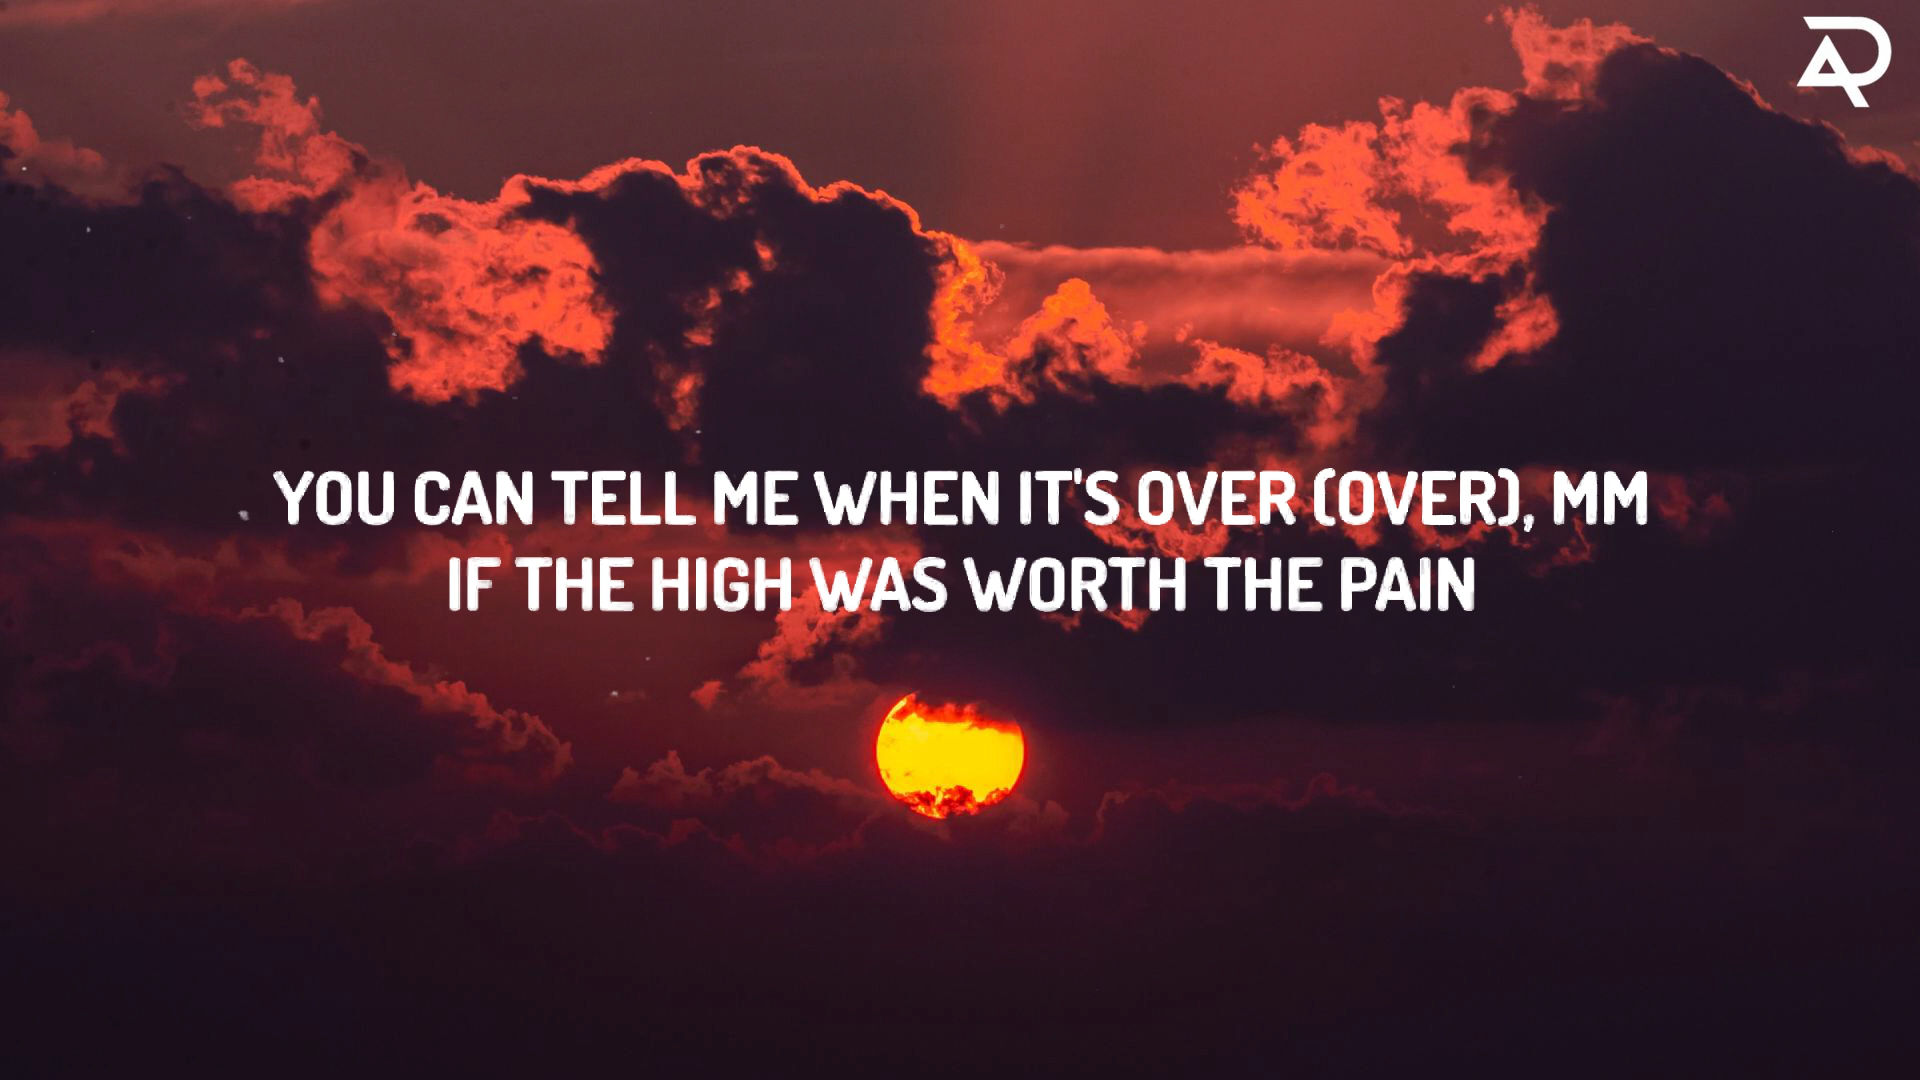 YOU CAN TELL ME WHEN IT'S OVER (OVER), MM
IF THE HIGH WAS WORTH THE PAIN